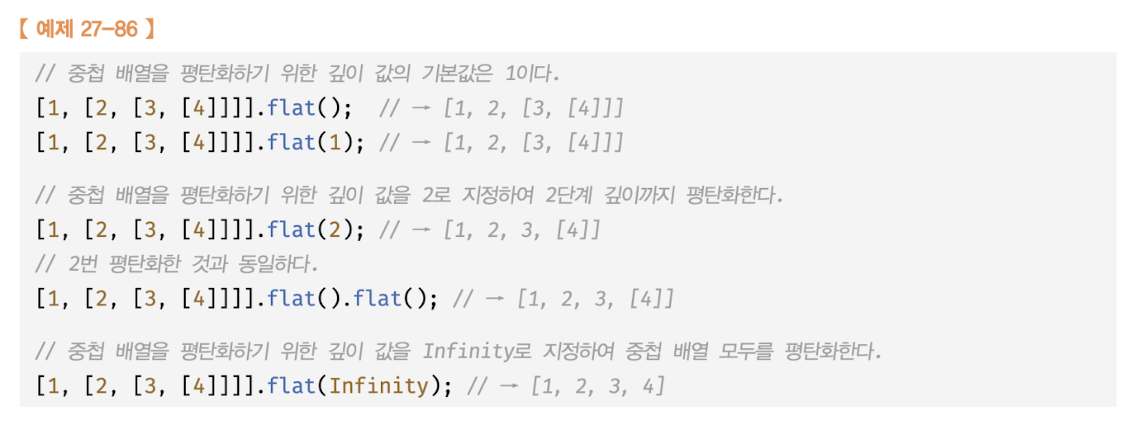 【 예제 27-86 】
// 중첩 배열을 평탄화하기 위한 깊이 값의 기본값은 1이다.
[1, [2, [3, [4]]]].flat();  // → [1, 2, [3, [4]]]
[1, [2, [3, [4]]]].flat(1); // → [1, 2, [3, [4]]]
// 중첩 배열을 평탄화하기 위한 깊이 값을 2로 지정하여 2단계 깊이까지 평탄화한다.
[1, [2, [3, [4]]]].flat(2); // → [1, 2, 3, [4]]
// 2번 평탄화한 것과 동일하다.
[1, [2, [3, [4]]]].flat().flat(); // → [1, 2, 3, [4]]
// 중첩 배열을 평탄화하기 위한 깊이 값을 Infinity로 지정하여 중첩 배열 모두를 평탄화한다.
[1, [2, [3, [4]]]].flat(Infinity); // → [1, 2, 3, 4]